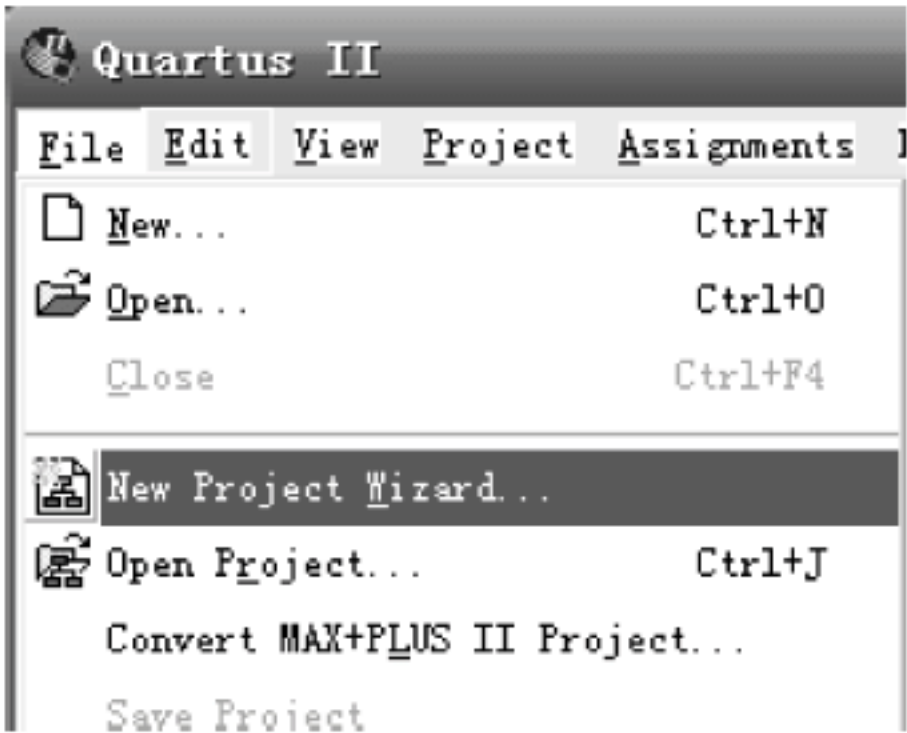 Quartus II
File Edit View Project Assignments
New... Ctrl+N
Open... Ctrl+O
Close Ctrl+F4
New Project Wizard...
Open Project... Ctrl+J
Convert MAX+PLUS II Project...
Save Project